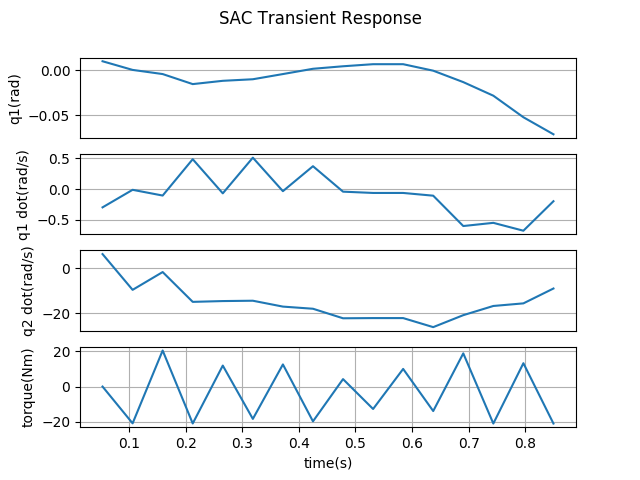 SAC Transient Response
q1(rad)
0.00
−0.05
q1 dot(rad/s)
0.5
0.0
−0.5
q2 dot(rad/s)
0
−20
torque(Nm)
20
0
−20
0.1 0.2 0.3 0.4 0.5 0.6 0.7 0.8
time(s)